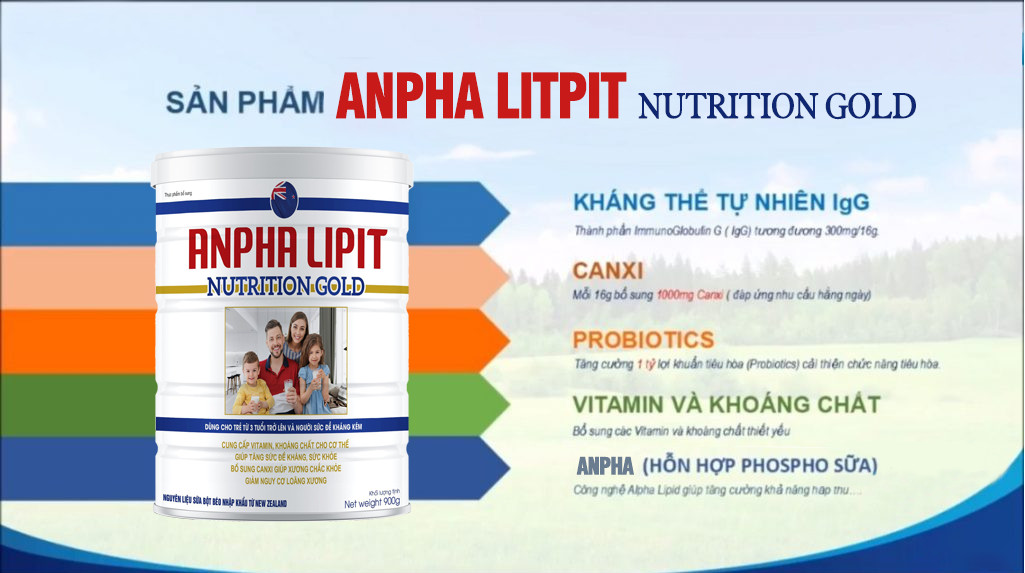 SẢN PHẨM ANPHA LITPIT NUTRITION GOLD
Thực phẩm bổ sung
ANPHA LIPIT
NUTRITION GOLD
DÙNG CHO TRẺ TỪ 3 TUỔI TRỞ LÊN VÀ NGƯỜI SỨC ĐỀ KHÁNG KÉM
CUNG CẤP VITAMIN, KHOÁNG CHẤT CHO CƠ THỂ
GIÚP TĂNG SỨC ĐỀ KHÁNG, SỨC KHỎE
BỔ SUNG CANXI GIÚP XƯƠNG CHẮC KHỎE
GIẢM NGUY CƠ LOÃNG XƯƠNG
Khối lượng tịnh
NGUYÊN LIỆU SỮA BỘT BÉO NHẬP KHẨU TỪ NEW ZEALAND
Net weight 900g
KHÁNG THỂ TỰ NHIÊN IgG
Thành phần ImmunoGlobulin G ( IgG) tương đương 300mg/16g.
CANXI
Mỗi 16g bổ sung 1000mg Canxi ( đáp ứng nhu cầu hằng ngày)
PROBIOTICS
Tăng cường 1 tỷ lợi khuẩn tiêu hóa (Probiotics) cải thiện chức năng tiêu hóa.
VITAMIN VÀ KHOÁNG CHẤT
Bổ sung các Vitamin và khoáng chất thiết yếu
ANPHA (HỖN HỢP PHOSPHO SỮA)
Công nghệ Alpha Lipid giúp tăng cường khả năng hấp thu....